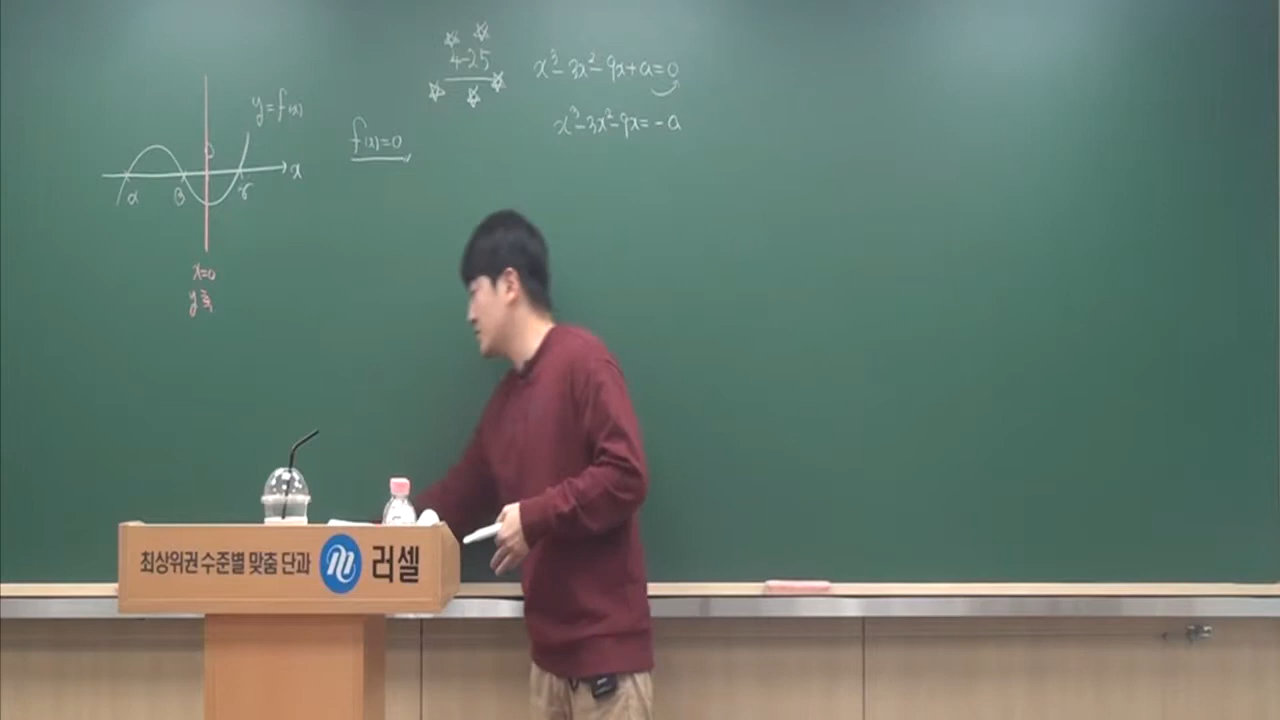 y=f(x)
x
α β γ
x=0
y축
f(x)=0
4-25
x³-3x²-9x+a=0
x³-3x²-9x=-a
최상위권 수준별 맞춤 단과 러셀